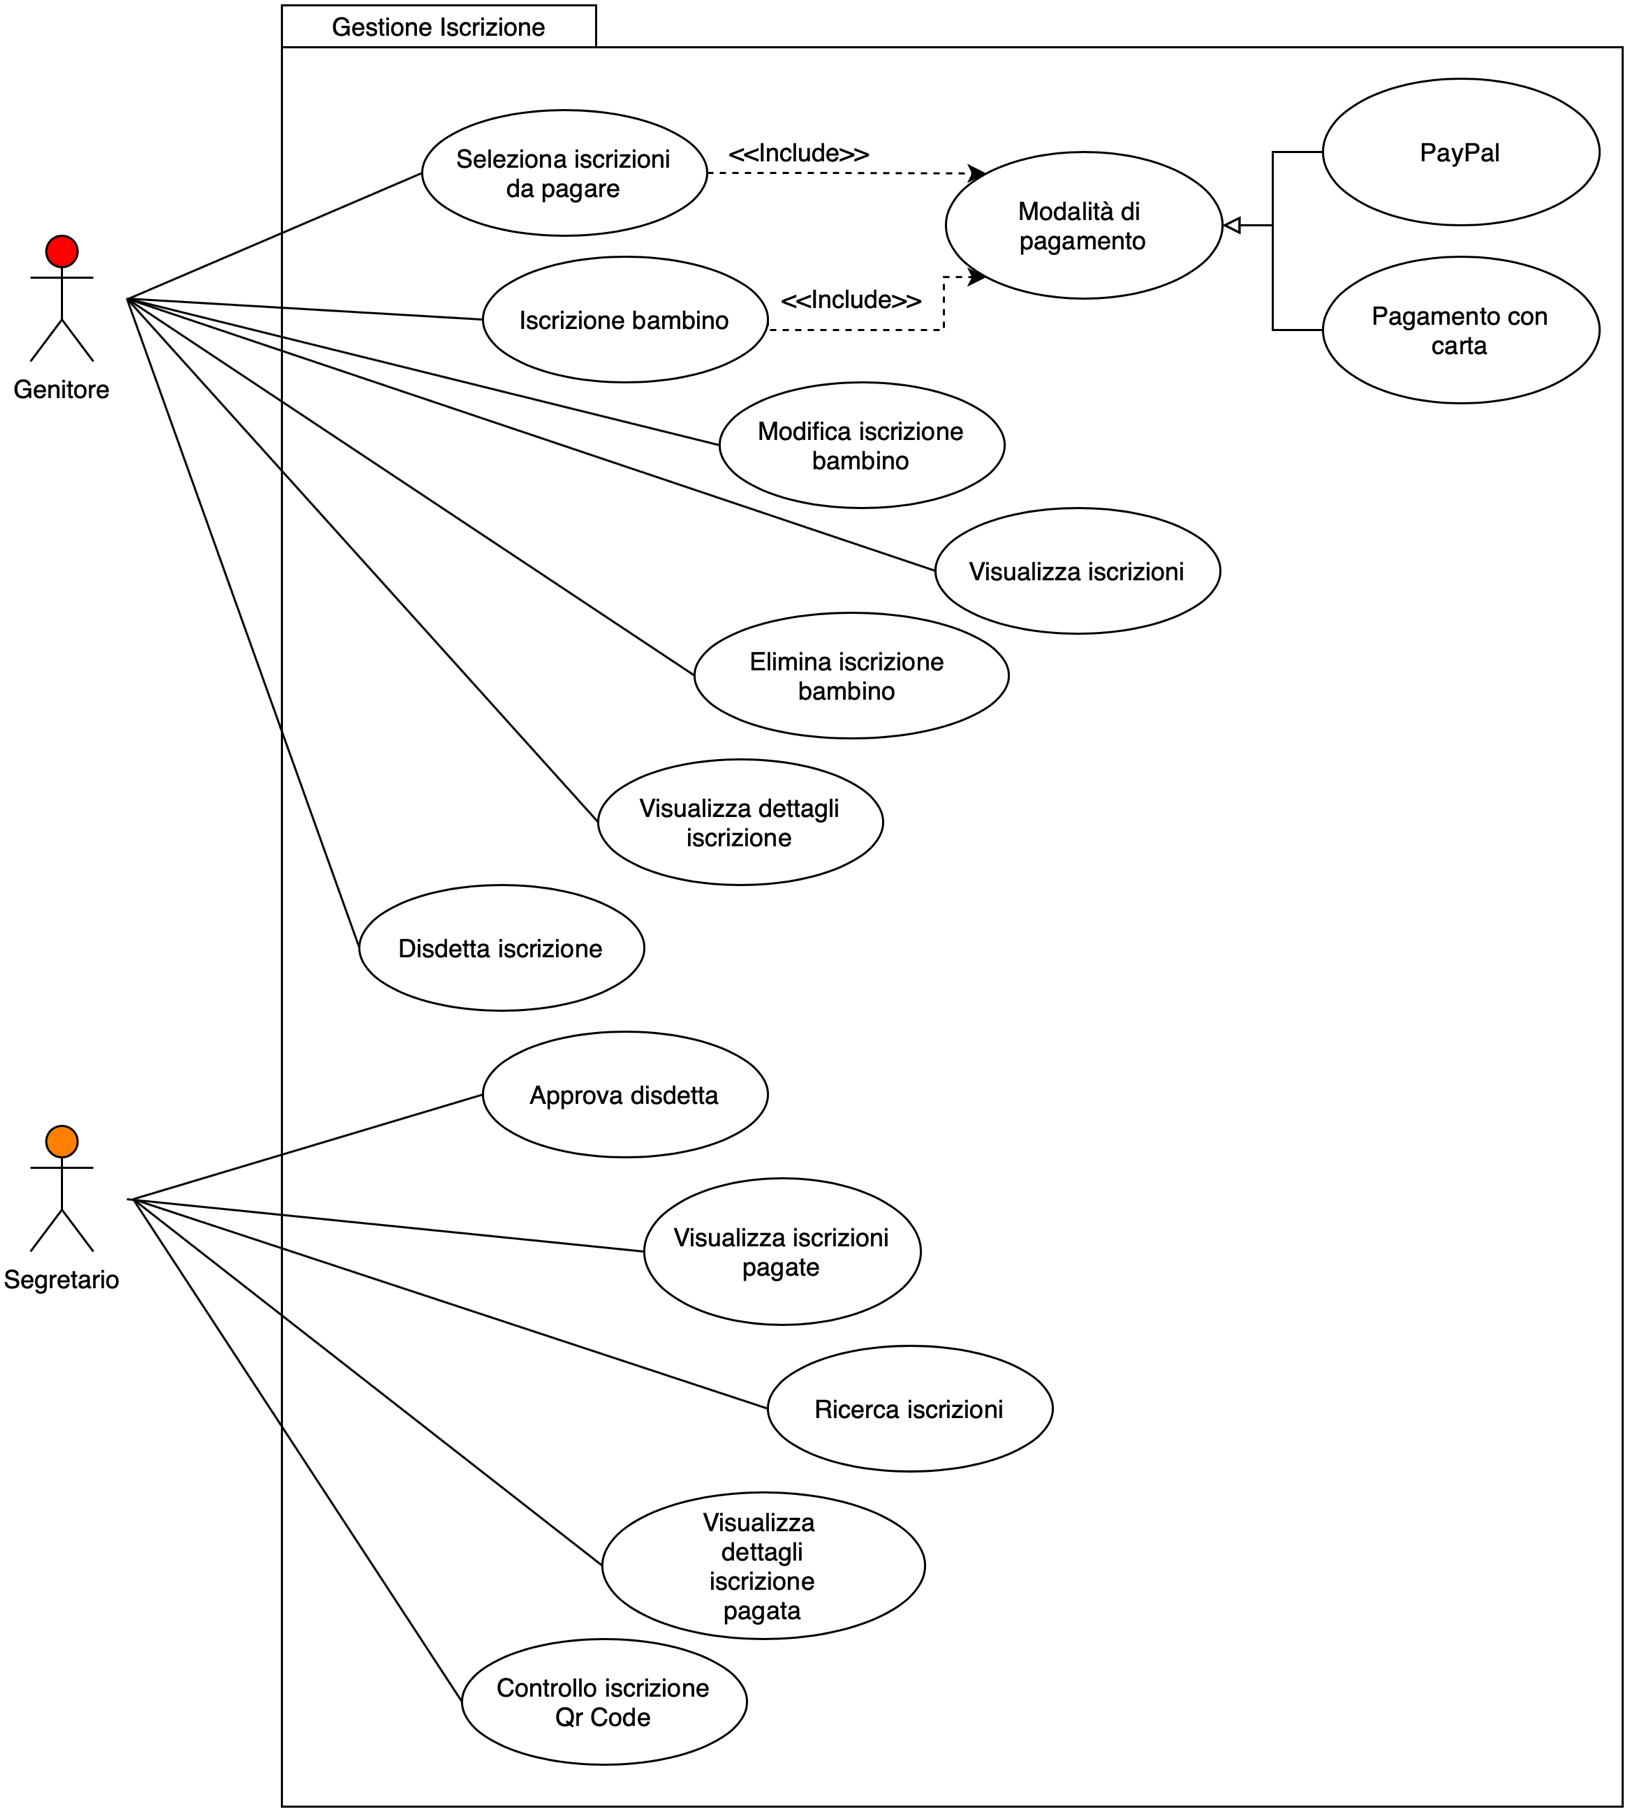 Gestione Iscrizione
Seleziona iscrizioni
da pagare
<<Include>>
Modalità di
pagamento
PayPal
Pagamento con
carta
Genitore
Iscrizione bambino
<<Include>>
Modifica iscrizione
bambino
Visualizza iscrizioni
Elimina iscrizione
bambino
Visualizza dettagli
iscrizione
Disdetta iscrizione
Approva disdetta
Segretario
Visualizza iscrizioni
pagate
Ricerca iscrizioni
Visualizza
dettagli
iscrizione
pagata
Controllo iscrizione
Qr Code